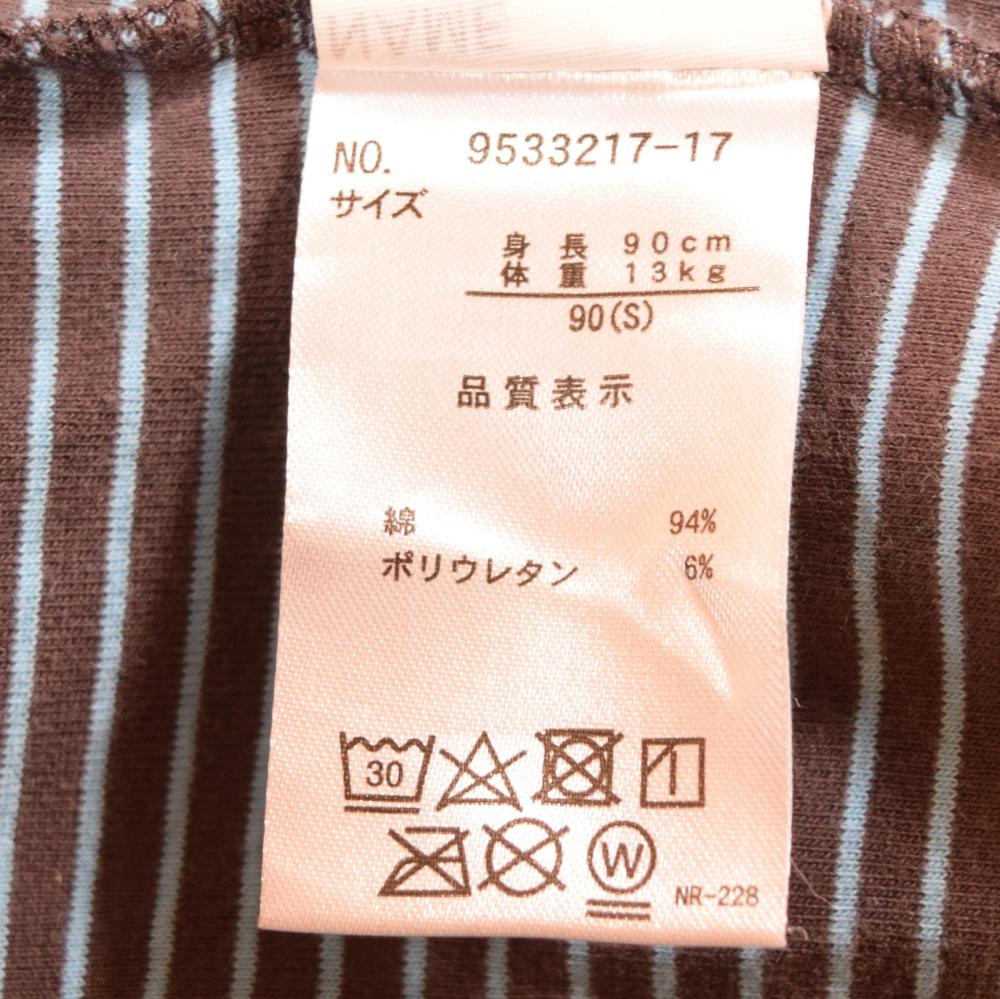 NAME
NO. 9533217-17
サイズ
身長 90cm
体重 13kg
90(S)
品質表示
綿 94%
ポリウレタン 6%
30
W
NR-228